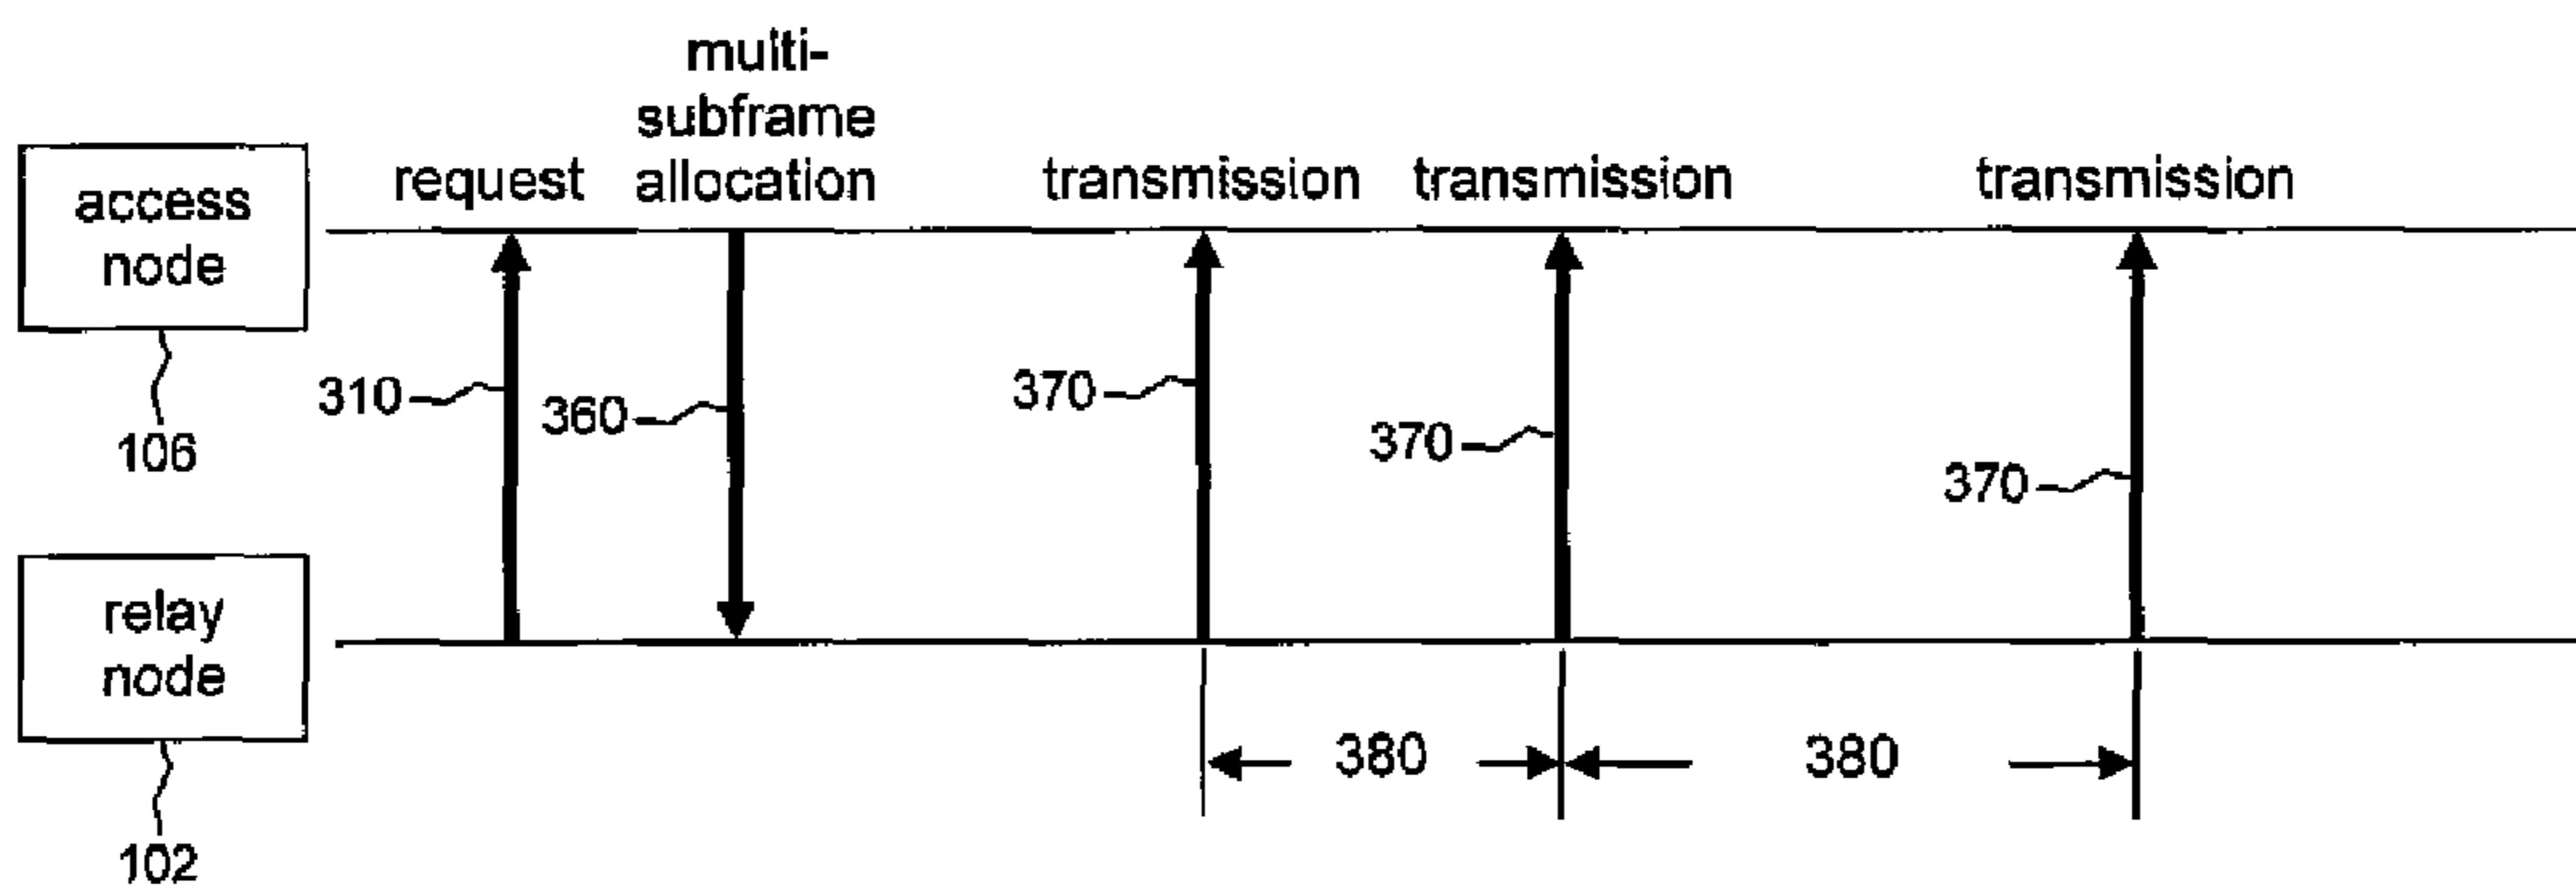 multi-
subframe
request allocation transmission transmission transmission
access
node
310 360 370 370 370
106
relay
node
380 380
102